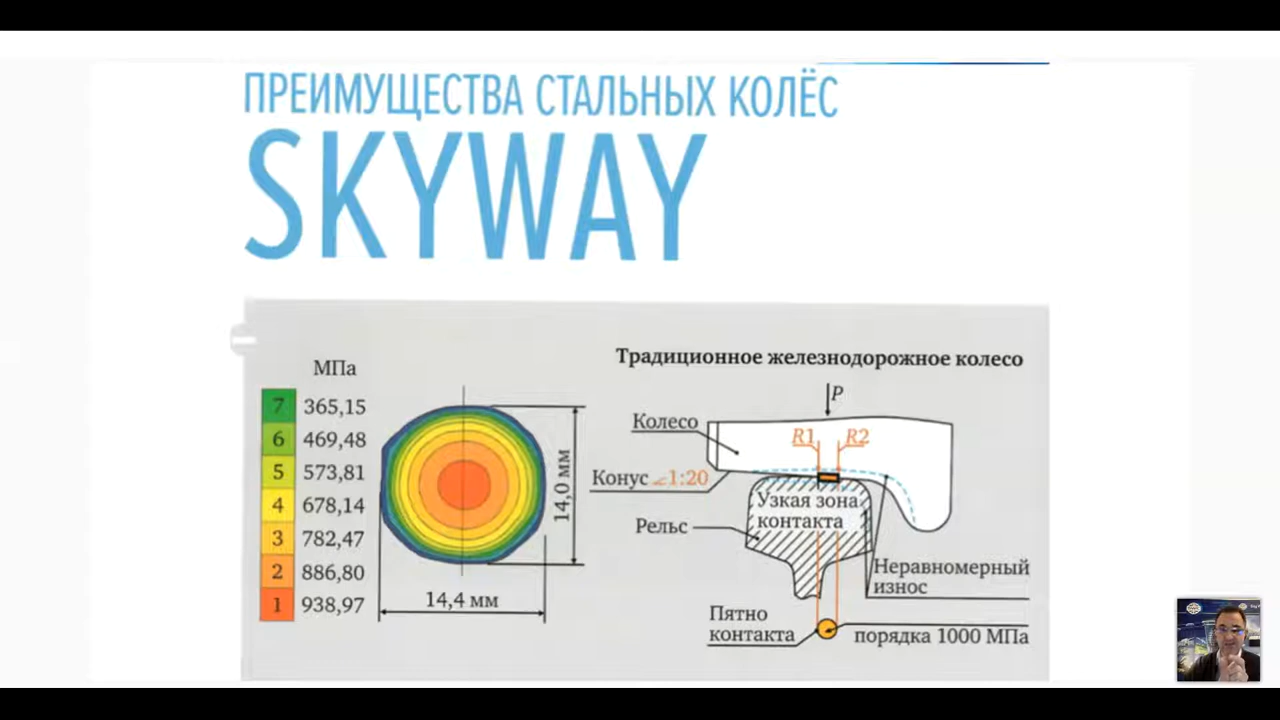 ПРЕИМУЩЕСТВА СТАЛЬНЫХ КОЛЁС
SKYWAY
МПа
7 365,15
6 469,48
5 573,81
4 678,14
3 782,47
2 886,80
1 938,97
14,0 мм
14,4 мм
Традиционное железнодорожное колесо
P
Колесо
R1 R2
Конус ∠1:20
Узкая зона
контакта
Рельс
Неравномерный
износ
Пятно
контакта
порядка 1000 МПа